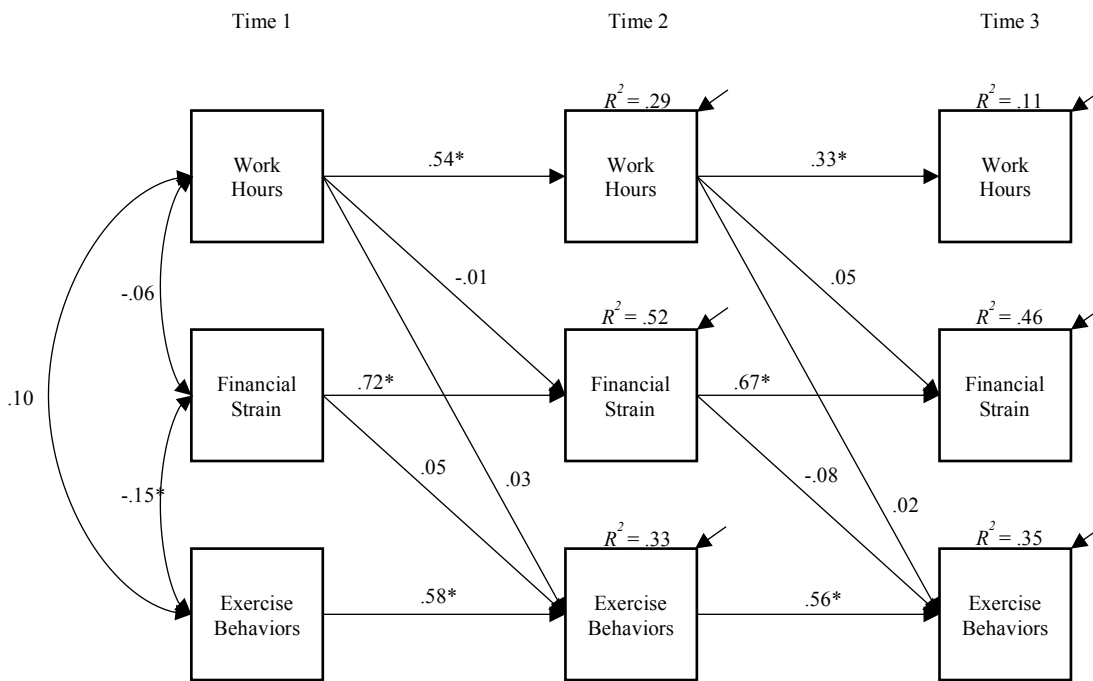 Time 1
Time 2
Time 3
R² = .29
R² = .11
Work
Hours
.54*
Work
Hours
.33*
Work
Hours
-.06
-.01
.05
R² = .52
R² = .46
.10
Financial
Strain
.72*
Financial
Strain
.67*
Financial
Strain
-.15*
.05
.03
-.08
.02
R² = .33
R² = .35
Exercise
Behaviors
.58*
Exercise
Behaviors
.56*
Exercise
Behaviors